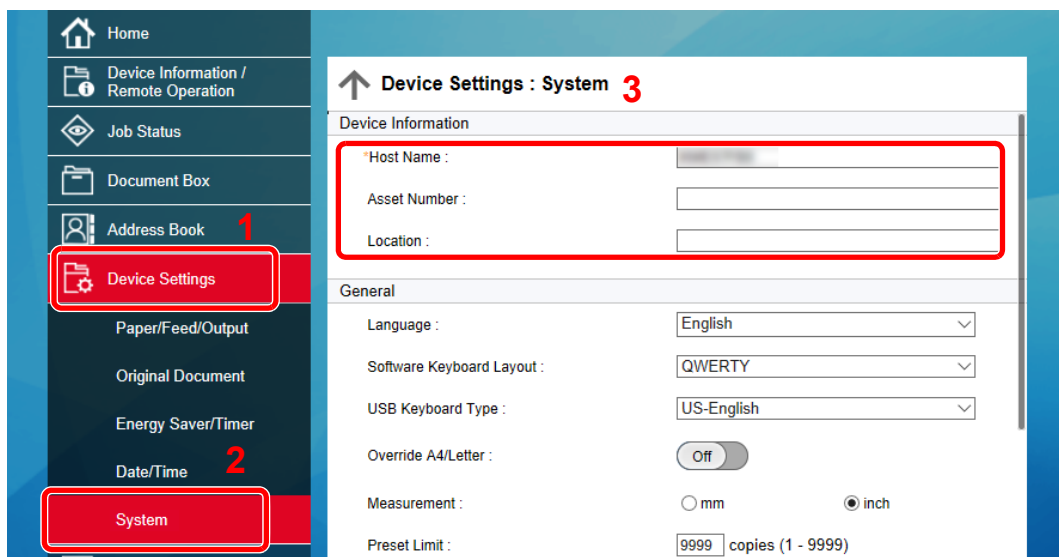 Home
Device Information /
Remote Operation
Job Status
Document Box
Address Book
1
Device Settings
Paper/Feed/Output
Original Document
Energy Saver/Timer
Date/Time
2
System
Device Settings : System
3
Device Information
*Host Name :
Asset Number :
Location :
General
Language : English
Software Keyboard Layout : QWERTY
USB Keyboard Type : US-English
Override A4/Letter : Off
Measurement : mm inch
Preset Limit : 9999 copies (1 - 9999)